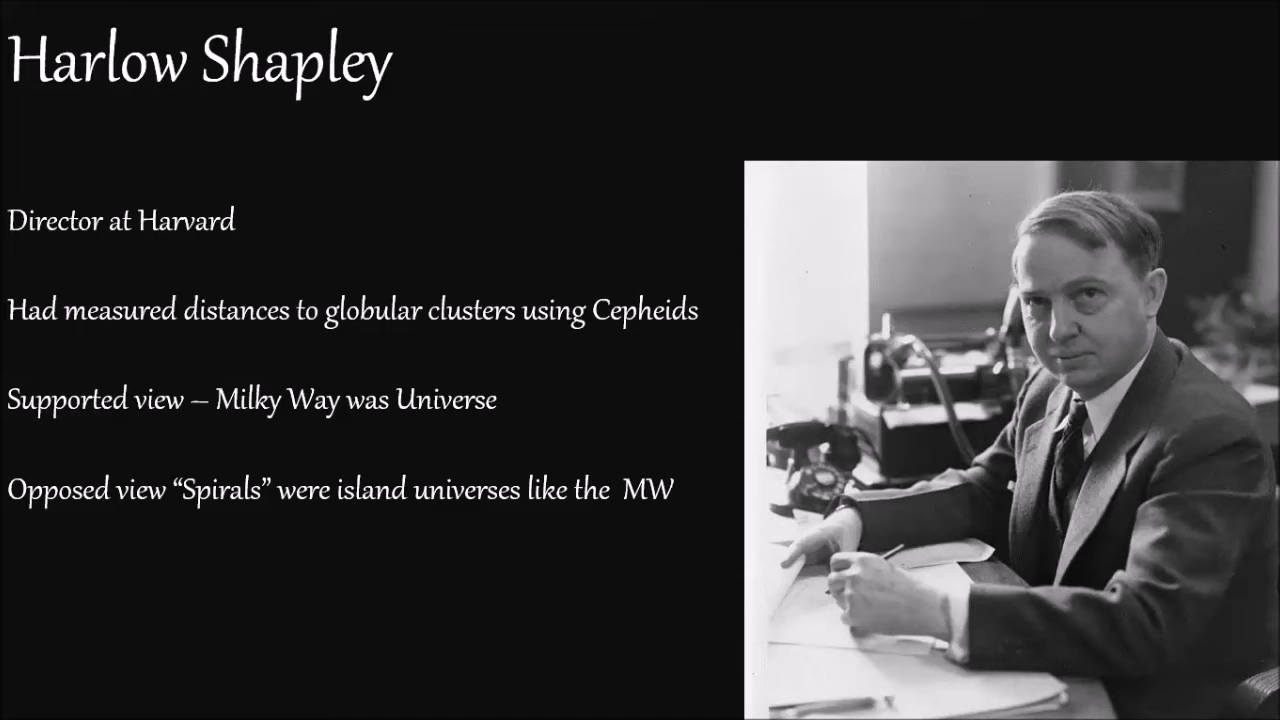 Harlow Shapley
Director at Harvard
Had measured distances to globular clusters using Cepheids
Supported view – Milky Way was Universe
Opposed view “Spirals” were island universes like the  MW